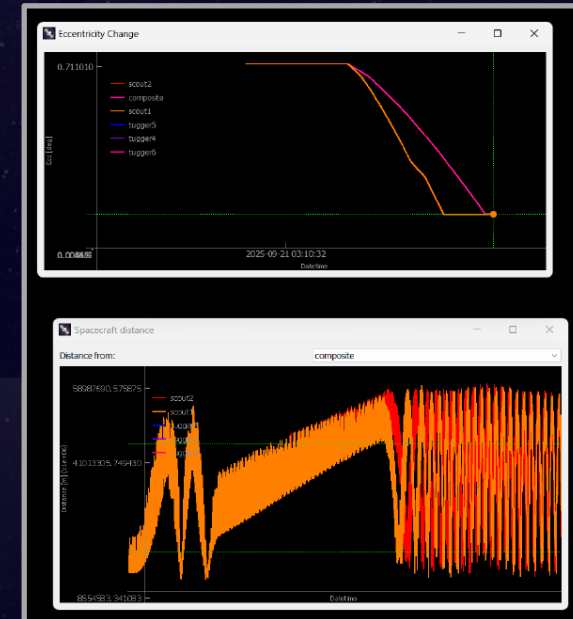 Eccentricity Change
0.711010
scout2
composite
scout1
tugger5
tugger4
tugger6
Ecc [deg]
2025-09-21 03:10:32
Datetime
Spacecraft distance
Distance from:
composite
58987690.575875
scout2
41013305.749430
8554583.341083
Datetime